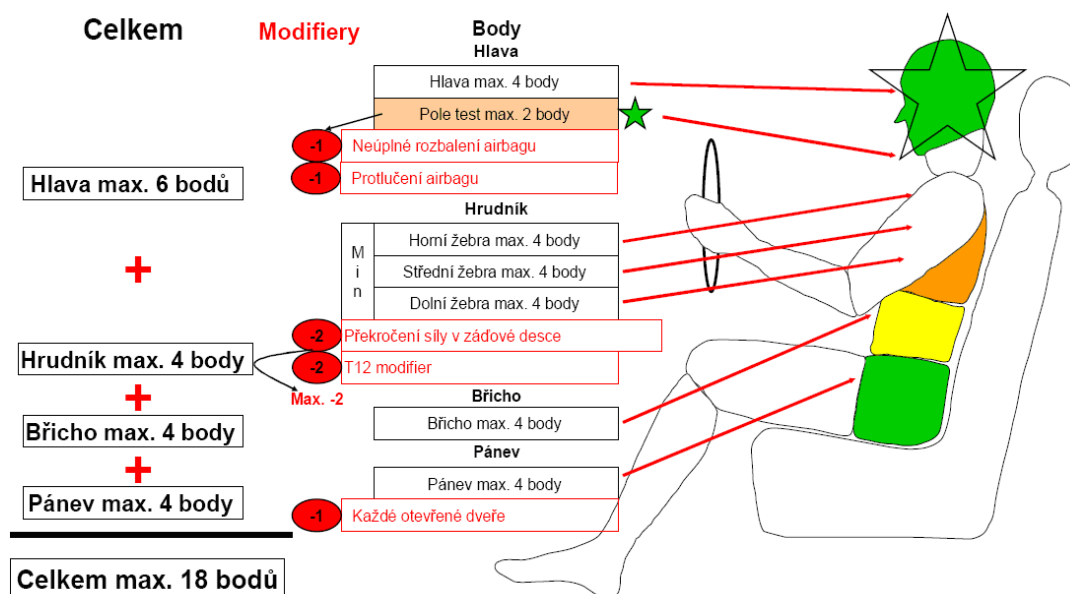 Celkem
Modifiery
Body
Hlava
Hlava max. 4 body
Pole test max. 2 body
-1
Neúplné rozbalení airbagu
-1
Protlučení airbagu
Hlava max. 6 bodů
Hrudník
Min
Horní žebra max. 4 body
+
Střední žebra max. 4 body
Dolní žebra max. 4 body
-2
Překročení síly v záďové desce
Hrudník max. 4 body
-2
T12 modifier
Max. -2
+
Břicho
Břicho max. 4 body
Břicho max. 4 body
+
Pánev
Pánev max. 4 body
Pánev max. 4 body
-1
Každé otevřené dveře
Celkem max. 18 bodů